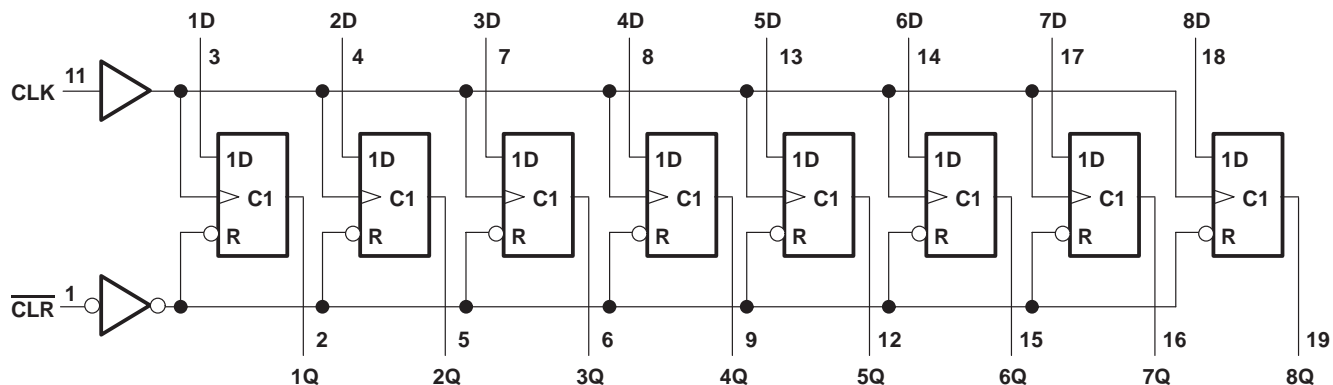 1D 2D 3D 4D 5D 6D 7D 8D
3 4 7 8 13 14 17 18
CLK 11
1D 1D 1D 1D 1D 1D 1D 1D
C1 C1 C1 C1 C1 C1 C1 C1
R R R R R R R R
CLR 1
2 5 6 9 12 15 16 19
1Q 2Q 3Q 4Q 5Q 6Q 7Q 8Q